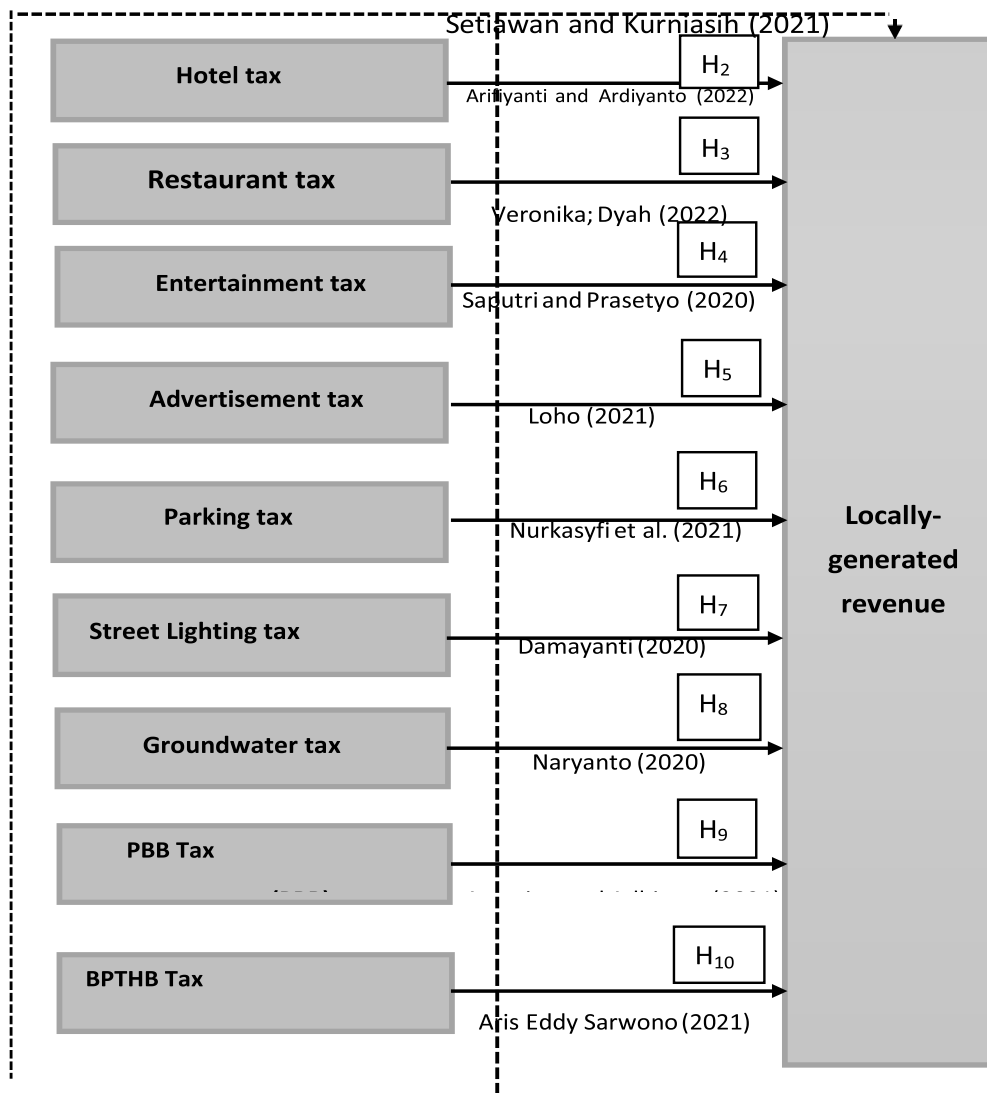 Setiawan and Kurniasih (2021)
Hotel tax
H₂
Arifiyanti and Ardiyanto (2022)
H₃
Restaurant tax
Veronika; Dyah (2022)
H₄
Entertainment tax
Saputri and Prasetyo (2020)
H₅
Advertisement tax
Loho (2021)
H₆
Parking tax
Nurkasyfi et al. (2021)
Locally-
generated
revenue
H₇
Street Lighting tax
Damayanti (2020)
H₈
Groundwater tax
Naryanto (2020)
H₉
PBB Tax
H₁₀
BPTHB Tax
Aris Eddy Sarwono (2021)